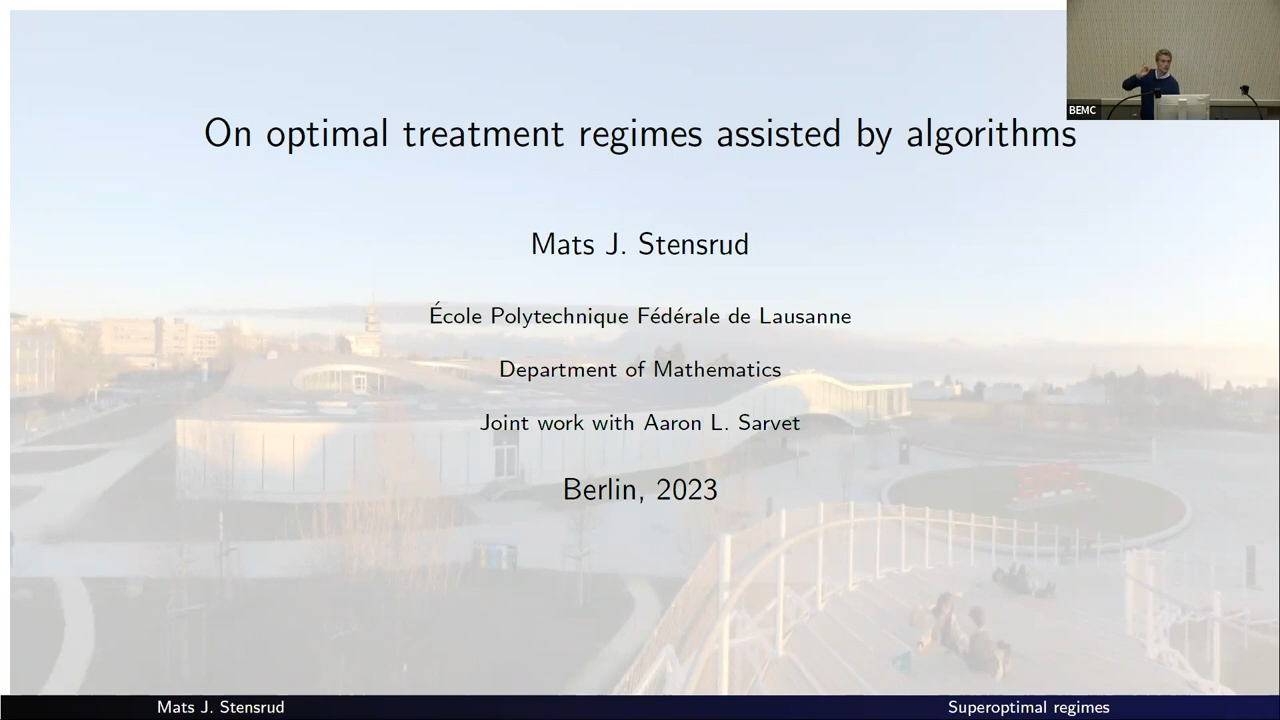 BEMC
On optimal treatment regimes assisted by algorithms
Mats J. Stensrud
École Polytechnique Fédérale de Lausanne
Department of Mathematics
Joint work with Aaron L. Sarvet
Berlin, 2023
Mats J. Stensrud
Superoptimal regimes